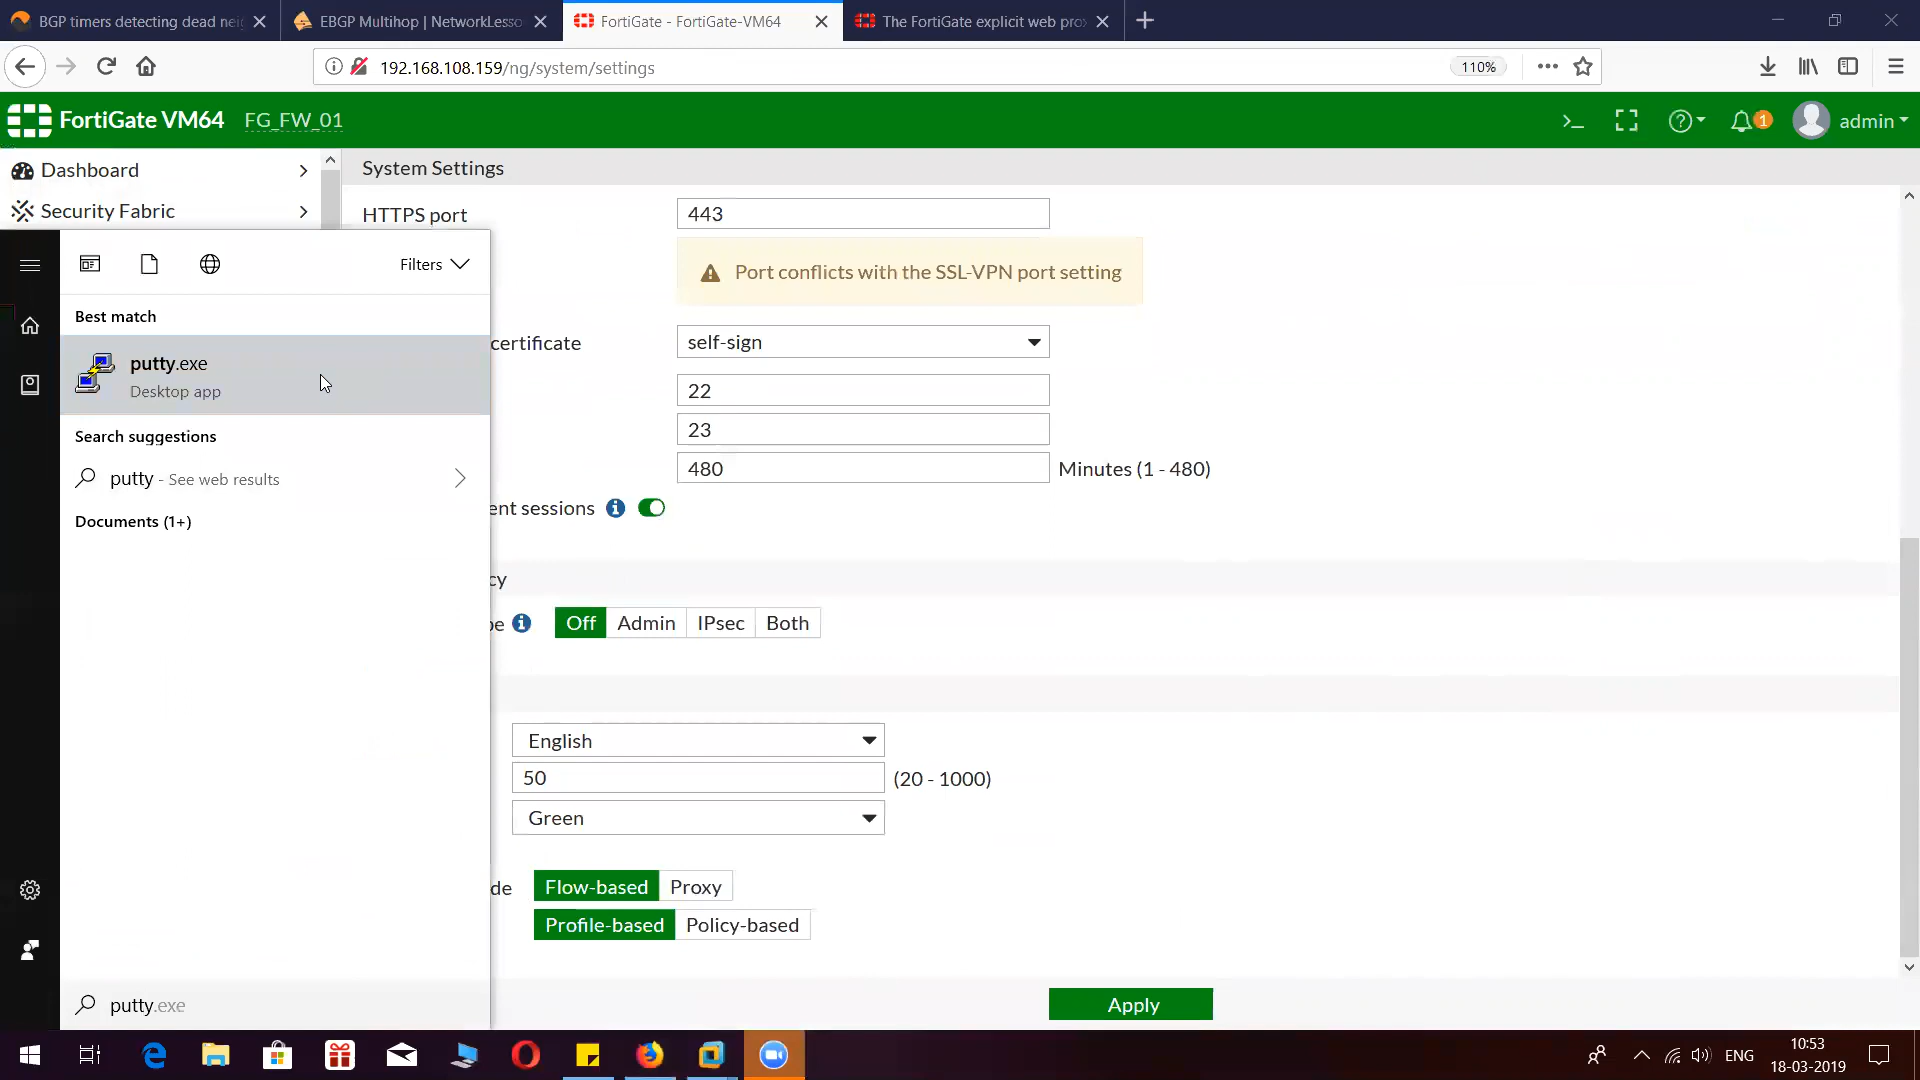 BGP timers detecting dead nei
EBGP Multihop | NetworkLesso
FortiGate - FortiGate-VM64
The FortiGate explicit web prox
192.168.108.159/ng/system/settings
110%
FortiGate VM64
FG_FW_01
>_
1
admin
Dashboard
Security Fabric
System Settings
HTTPS port
443
Port conflicts with the SSL-VPN port setting
certificate
self-sign
22
23
480
Minutes (1 - 480)
ent sessions
cy
pe
Off
Admin
IPsec
Both
English
50
(20 - 1000)
Green
de
Flow-based
Proxy
Profile-based
Policy-based
Apply
Filters
Best match
putty.exe
Desktop app
Search suggestions
putty - See web results
Documents (1+)
putty.exe
ENG
10:53
18-03-2019